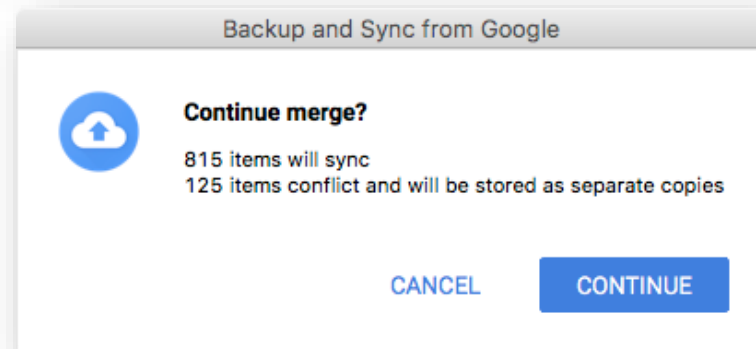 Backup and Sync from Google
Continue merge?
815 items will sync
125 items conflict and will be stored as separate copies
CANCEL
CONTINUE